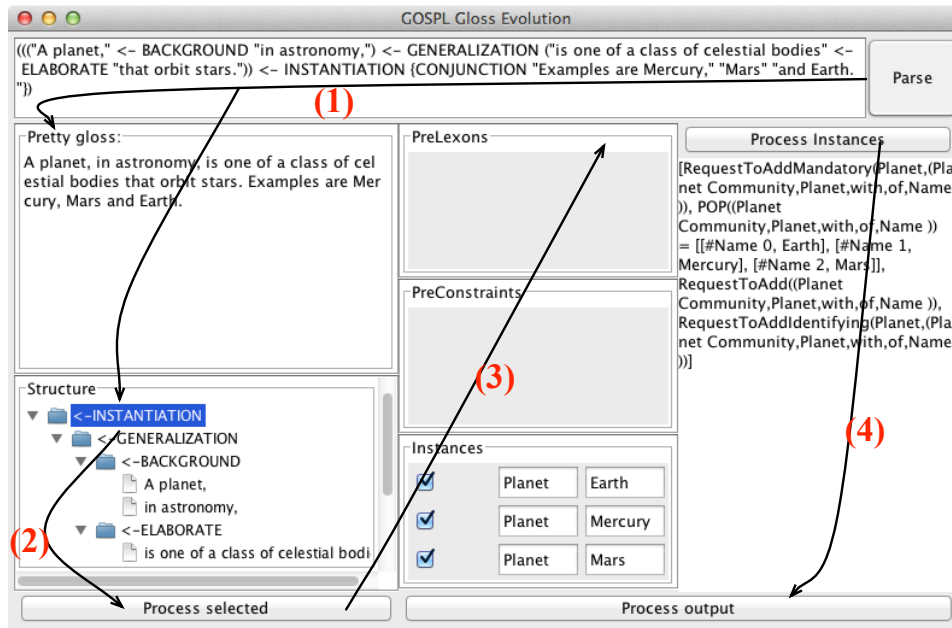 GOSPL Gloss Evolution
((("A planet," <- BACKGROUND "in astronomy,") <- GENERALIZATION ("is one of a class of celestial bodies" <-
ELABORATE "that orbit stars.")) <- INSTANTIATION {CONJUNCTION "Examples are Mercury," "Mars" "and Earth.
"})
Parse
(1)
Pretty gloss:
A planet, in astronomy, is one of a class of cel
estial bodies that orbit stars. Examples are Mer
cury, Mars and Earth.
Structure
<-INSTANTIATION
<-GENERALIZATION
<-BACKGROUND
A planet,
in astronomy,
<-ELABORATE
is one of a class of celestial bodi
(2)
Process selected
PreLexons
PreConstraints
(3)
Instances
Planet Earth
Planet Mercury
Planet Mars
Process Instances
[RequestToAddMandatory(Planet,(Pla
net Community,Planet,with,of,Name
)), POP((Planet
Community,Planet,with,of,Name ))
= [[#Name 0, Earth], [#Name 1,
Mercury], [#Name 2, Mars]],
RequestToAdd((Planet
Community,Planet,with,of,Name )),
RequestToAddIdentifying(Planet,(Pla
net Community,Planet,with,of,Name
))]
(4)
Process output